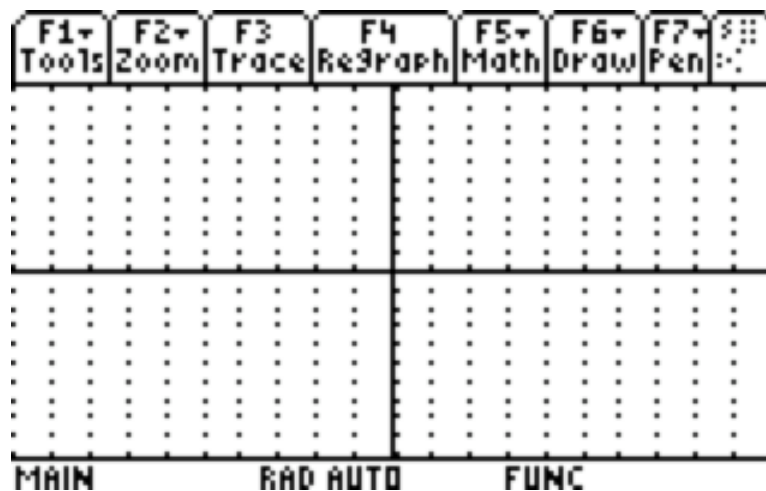 F1 F2 F3 F4 F5 F6 F7
Tools Zoom Trace ReGraph Math Draw Pen
MAIN RAD AUTO FUNC